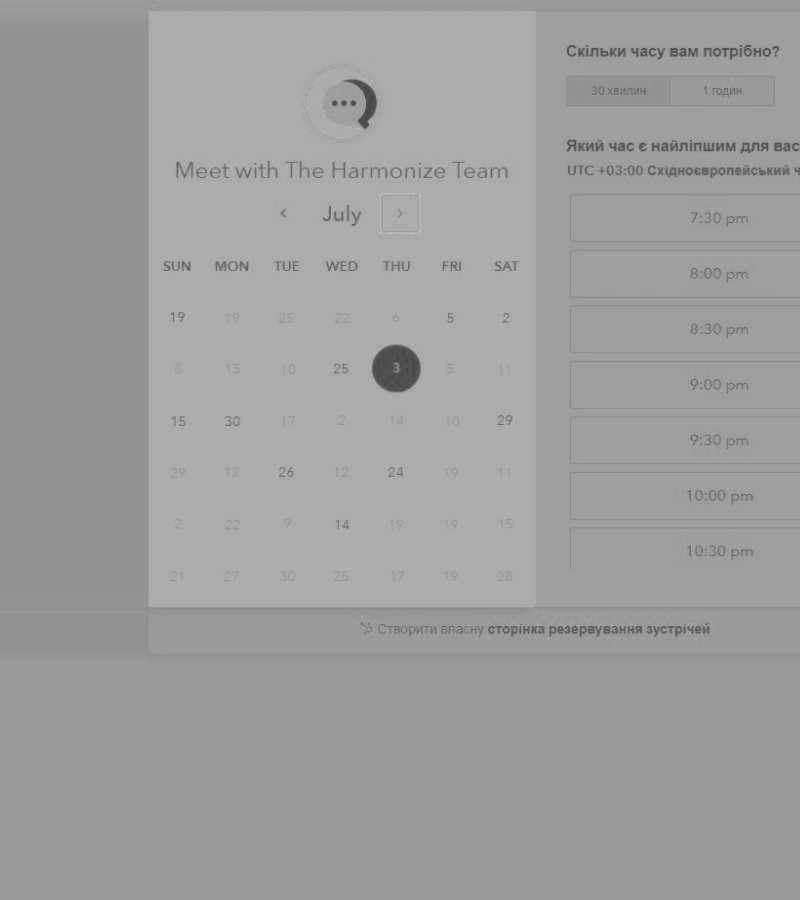 Meet with The Harmonize Team
July
SUN MON TUE WED THU FRI SAT
19 19 25 22 6 5 2
8 15 10 25 3 5 11
15 30 17 2 14 10 29
29 12 26 12 24 19 11
2 22 9 14 19 19 15
21 27 30 25 17 19 28
Скільки часу вам потрібно?
30 хвилин 1 годин
Який час є найліпшим для вас
UTC +03:00 Східноєвропейський ч
7:30 pm
8:00 pm
8:30 pm
9:00 pm
9:30 pm
10:00 pm
10:30 pm
Створити власну сторінка резервування зустрічей